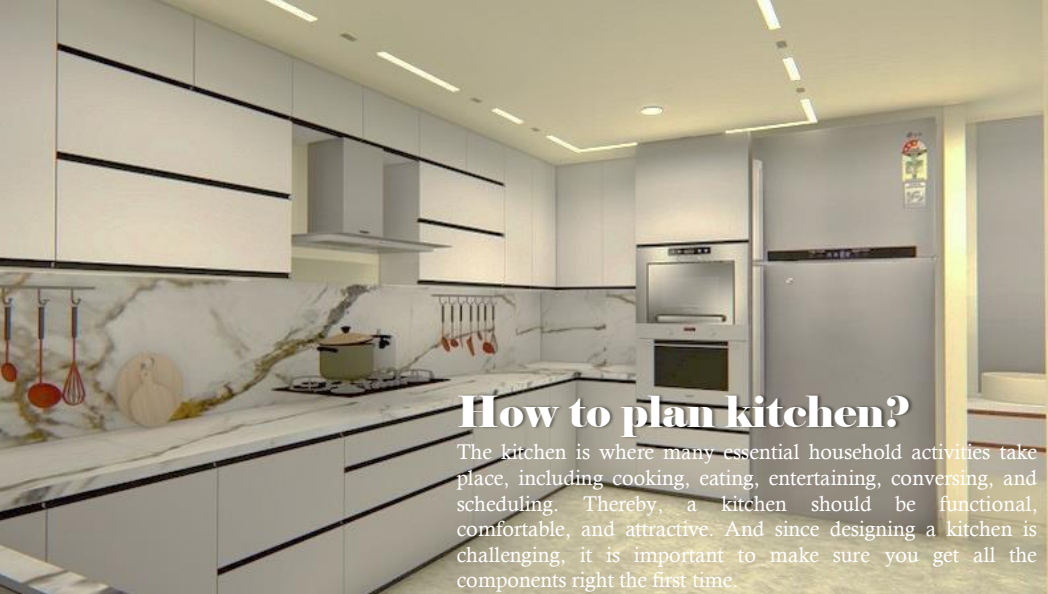 How to plan kitchen?
The kitchen is where many essential household activities take
place, including cooking, eating, entertaining, conversing, and
scheduling. Thereby, a kitchen should be functional,
comfortable, and attractive. And since designing a kitchen is
challenging, it is important to make sure you get all the
components right the first time.